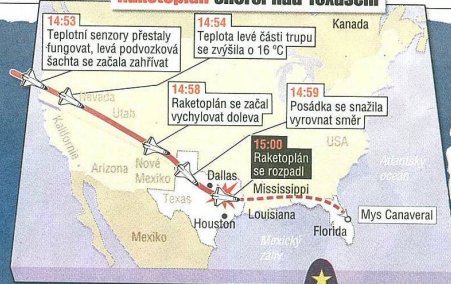 Raketoplán shořel nad Texasem
14:53
Teplotní senzory přestaly
fungovat, levá podvozková
šachta se začala zahřívat
14:54
Teplota levé části trupu
se zvýšila o 16 °C
Kanada
Nevada
Utah
14:58
Raketoplán se začal
vychylovat doleva
14:59
Posádka se snažila
vyrovnat směr
Kalifornie
Arizona
Nové
Mexiko
15:00
Raketoplán
se rozpadl
USA
Atlantský
oceán
Dallas
Texas
Mississippi
Houston
Louisiana
Mys Canaveral
Florida
Mexiko
Mexický
záliv